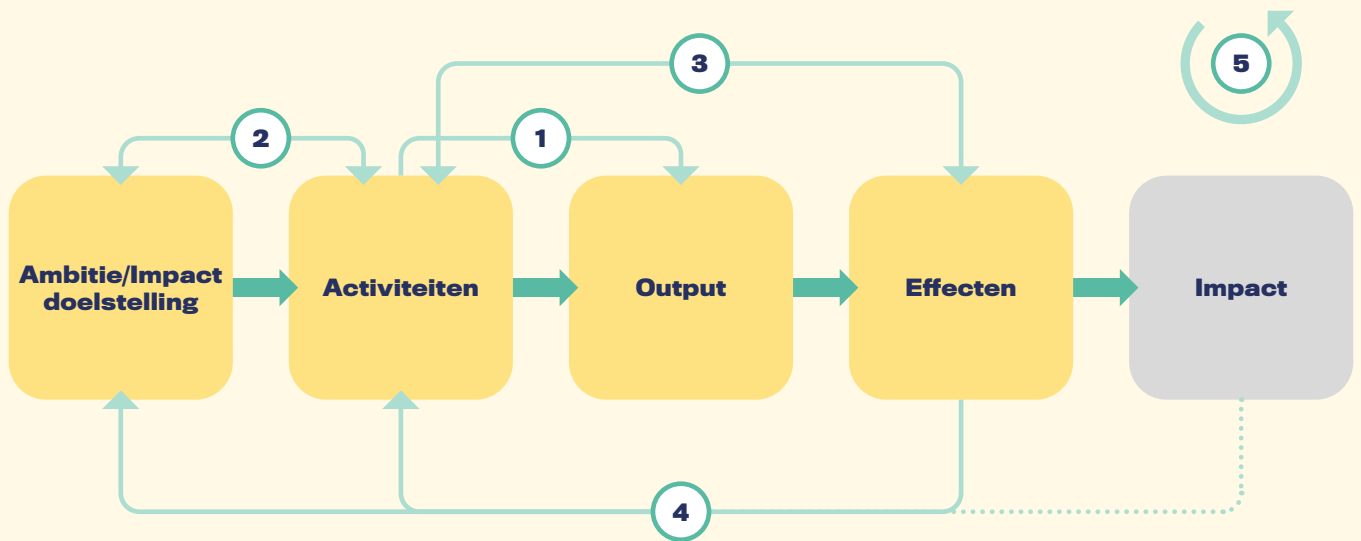 3
5
2
1
Ambitie/Impact
doelstelling
Activiteiten
Output
Effecten
Impact
4